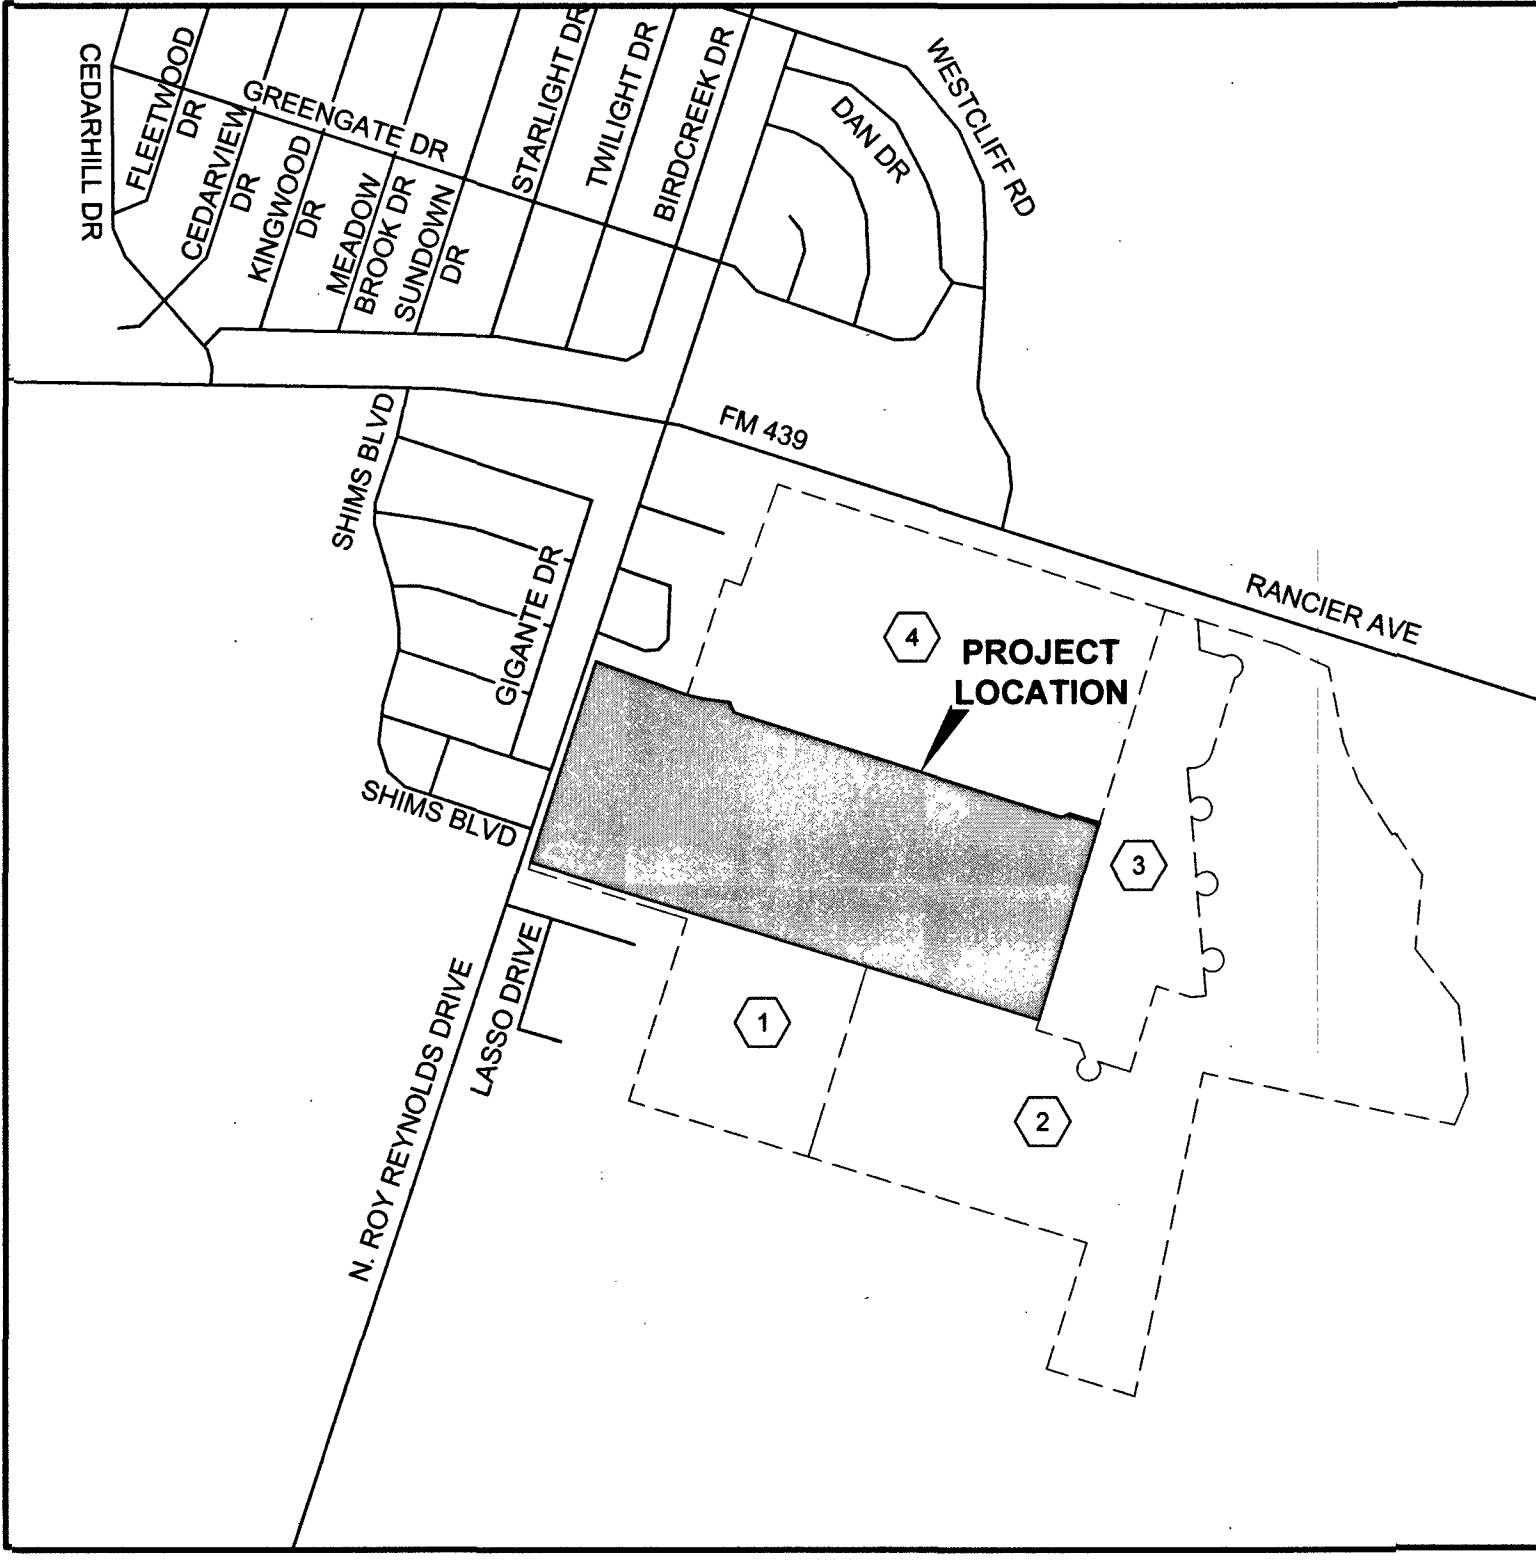 CEDARHILL DR
FLEETWOOD
DR
GREENGATE DR
CEDARVIEW
DR
KINGWOOD
DR
MEADOW
BROOK DR
SUNDOWN
DR
STARLIGHT DR
TWILIGHT DR
BIRDCREEK DR
DAN DR
WESTCLIFF RD
FM 439
RANCIER AVE
SHIMS BLVD
GIGANTE DR
SHIMS BLVD
4
PROJECT
LOCATION
3
1
2
LASSO DRIVE
N. ROY REYNOLDS DRIVE